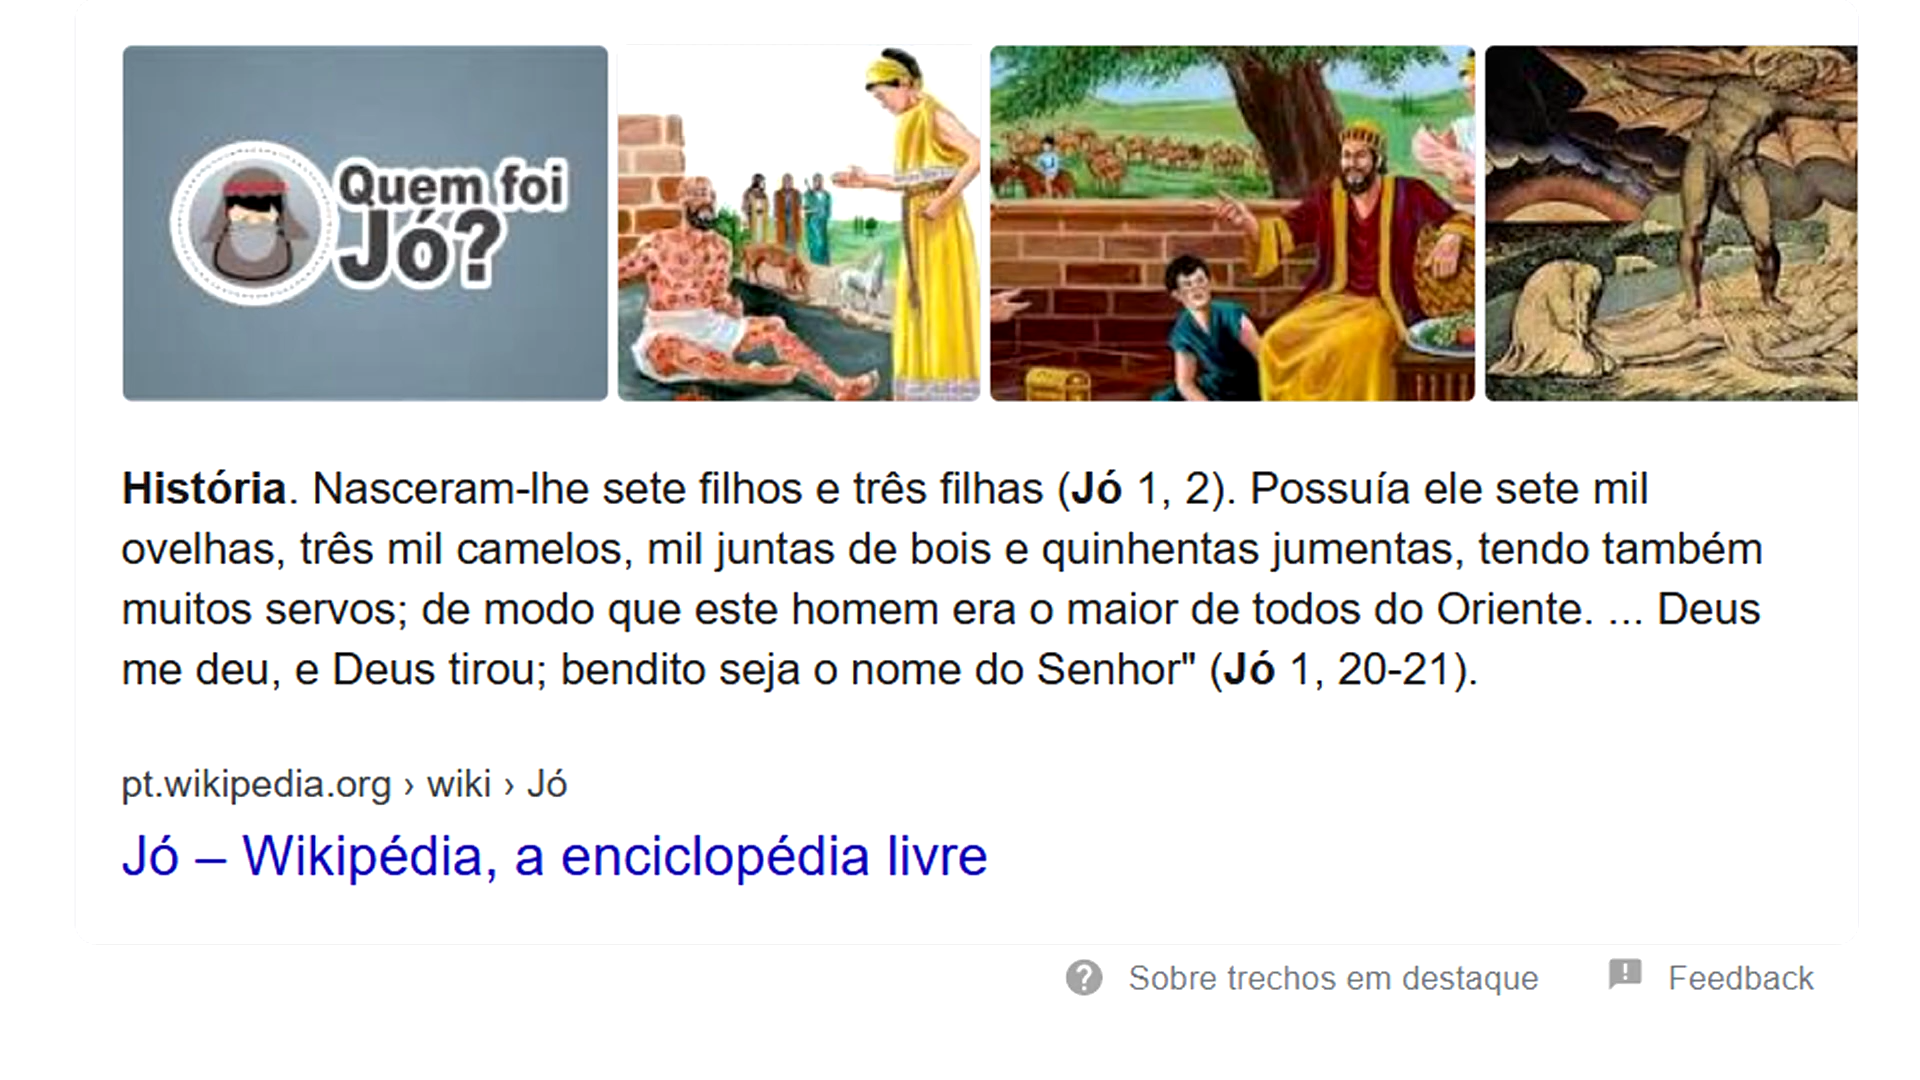 Quem foi
Jó?
História. Nasceram-lhe sete filhos e três filhas (Jó 1, 2). Possuía ele sete mil
ovelhas, três mil camelos, mil juntas de bois e quinhentas jumentas, tendo também
muitos servos; de modo que este homem era o maior de todos do Oriente. ... Deus
me deu, e Deus tirou; bendito seja o nome do Senhor" (Jó 1, 20-21).
pt.wikipedia.org › wiki › Jó
Jó – Wikipédia, a enciclopédia livre
Sobre trechos em destaque Feedback